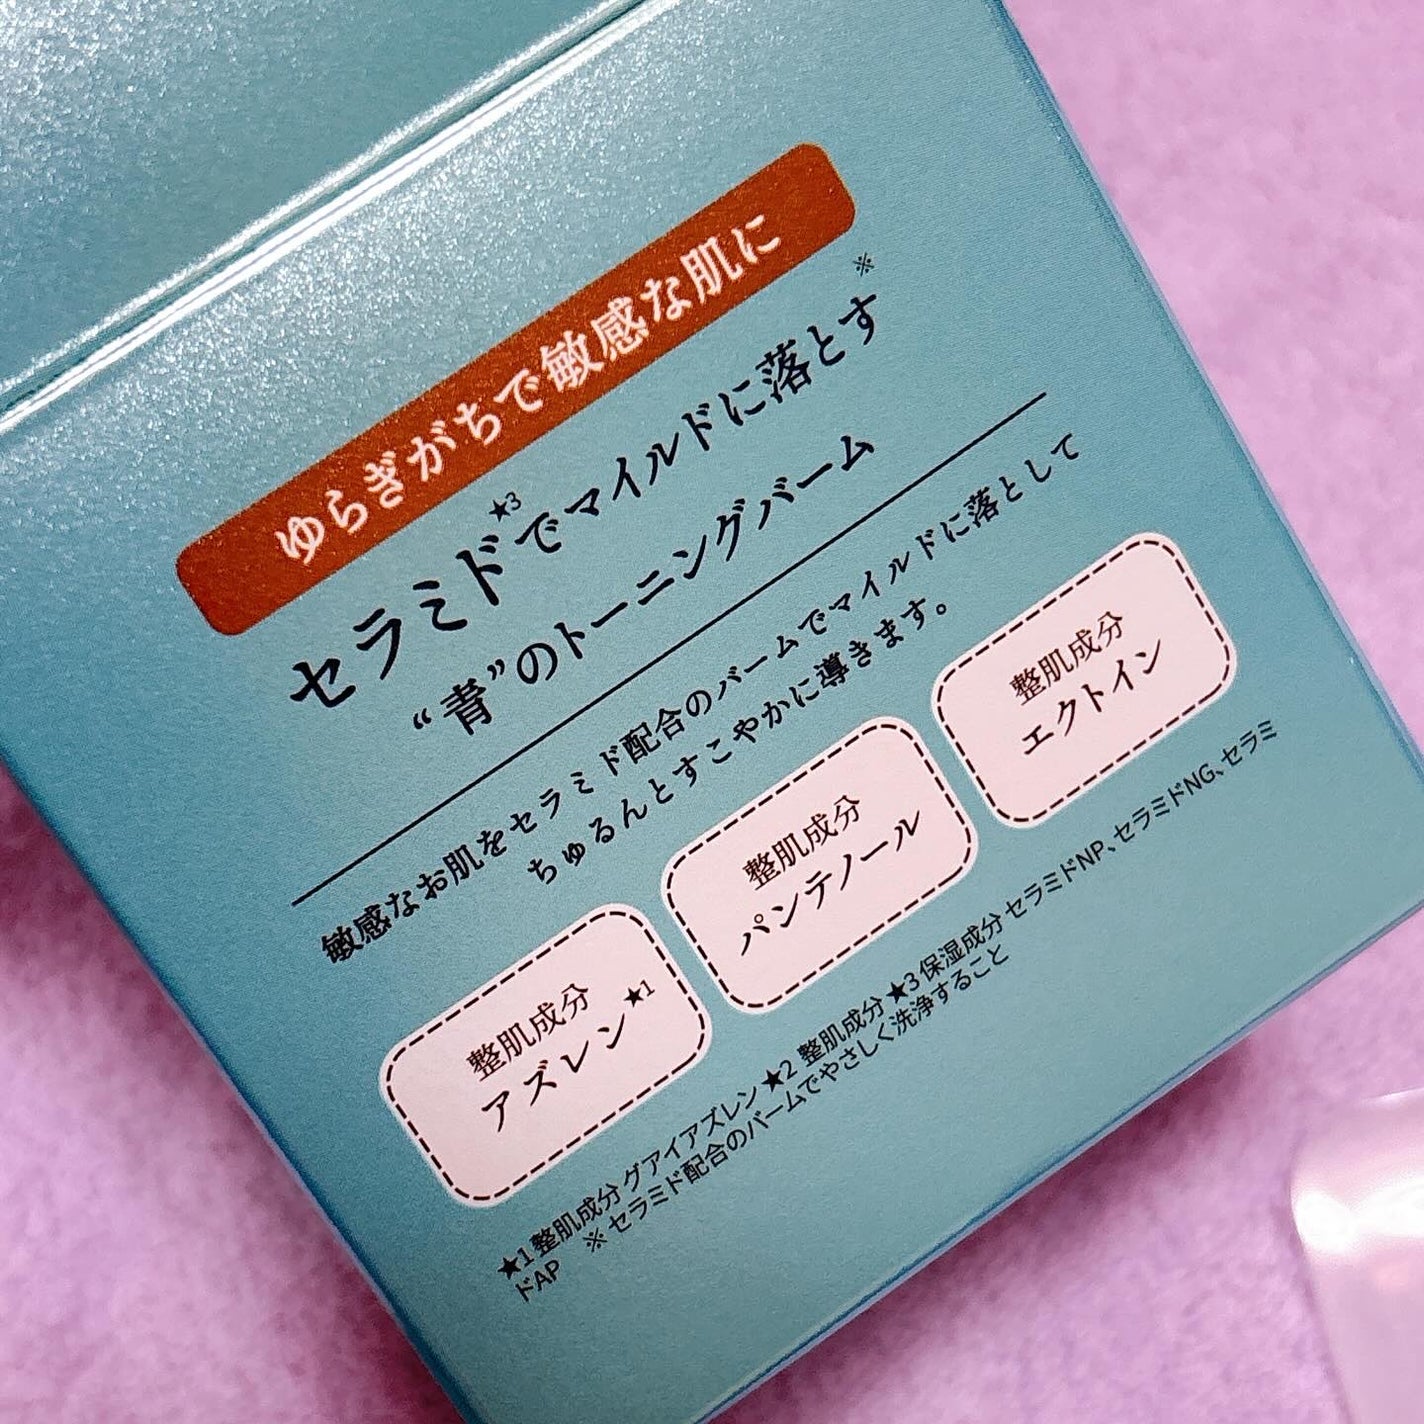 ゆらぎがちで敏感な肌に
セラミド★3でマイルドに落とす※
“青”のトーニングバーム
敏感なお肌をセラミド配合のバームでマイルドに落として
ちゅるんとすこやかに導きます。
整肌成分
アズレン★1
整肌成分
パンテノール
整肌成分
エクトイン
★1 整肌成分 グアイアズレン ★2 整肌成分 ★3 保湿成分 セラミドNP、セラミドNG、セラミ
ドAP ※ セラミド配合のバームでやさしく洗浄すること